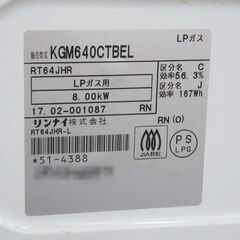 LPガス
販売型式 KGM640CTBEL
RT64JHR
LPガス用
8.00kW
17.02-001087 RN
リンナイ株式会社
RT64JHR-L
*51-4388
区分名 C
効率56.3%
区分名 J
効率 167Wh
RN (O)
JIA認証
PS
LPG